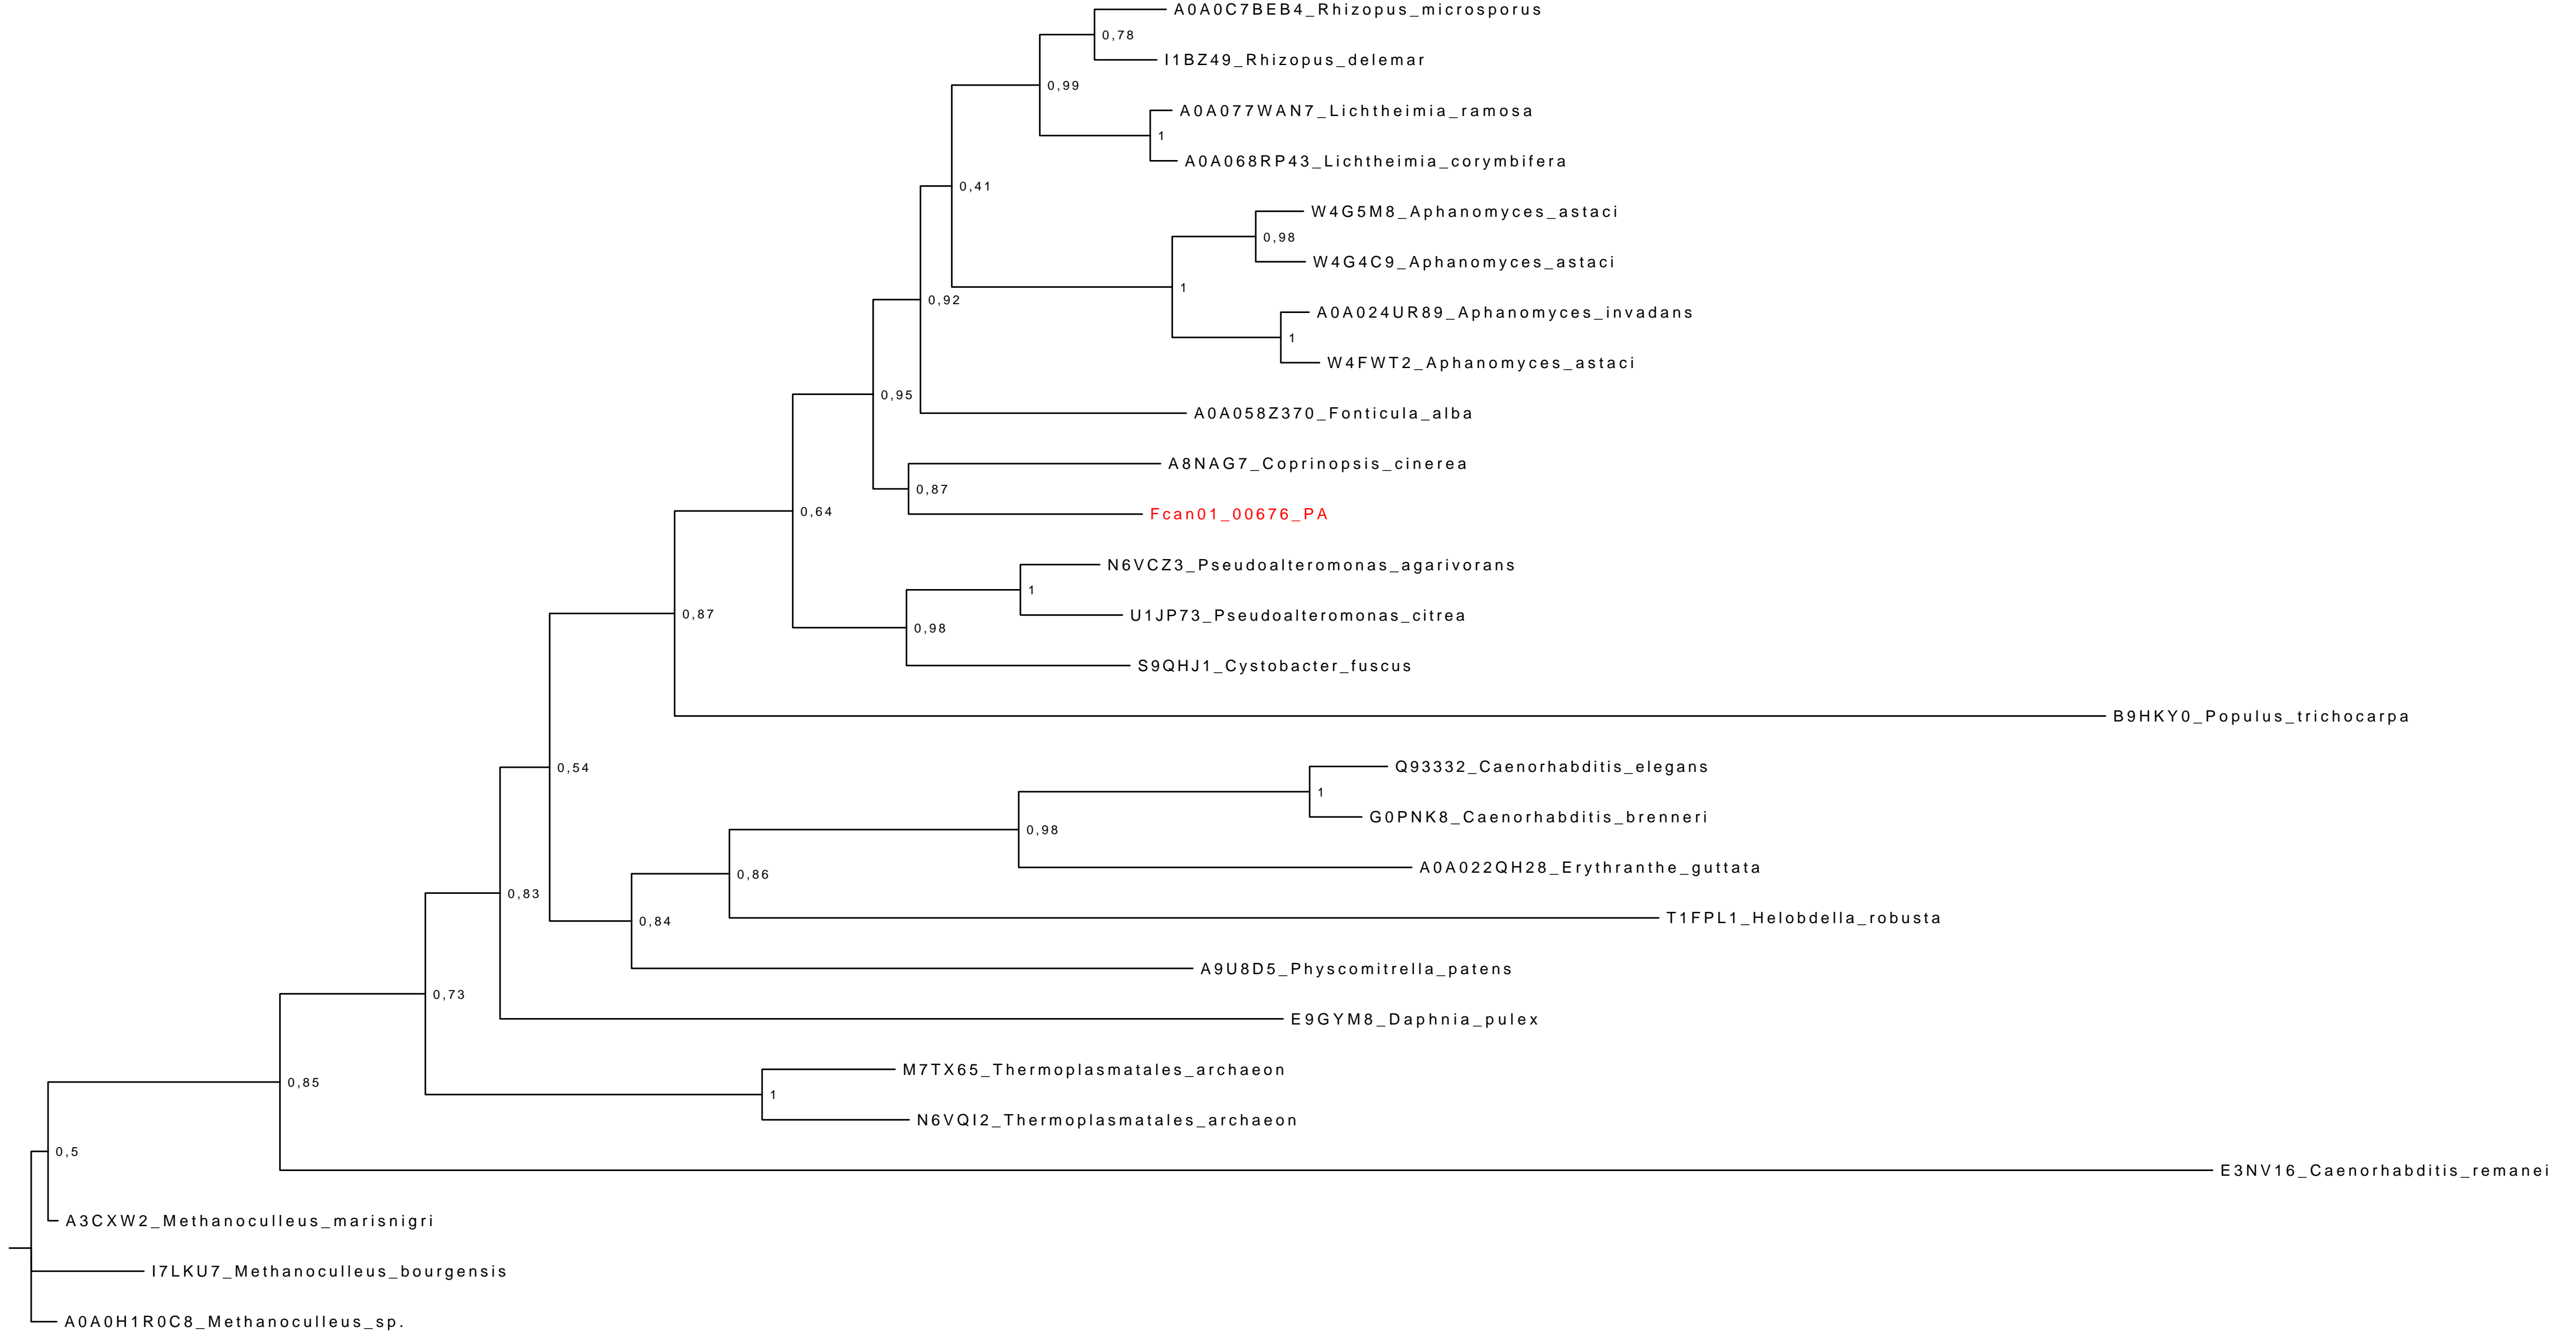 A0A0C7BEB4_Rhizopus_microsporus
0,78
I1BZ49_Rhizopus_delemar
0,99
A0A077WAN7_Lichtheimia_ramosa
1
A0A068RP43_Lichtheimia_corymbifera
0,41
W4G5M8_Aphanomyces_astaci
0,98
W4G4C9_Aphanomyces_astaci
1
0,92
A0A024UR89_Aphanomyces_invadans
1
W4FWT2_Aphanomyces_astaci
0,95
A0A058Z370_Fonticula_alba
A8NAG7_Coprinopsis_cinerea
0,87
0,64
Fcan01_00676_PA
N6VCZ3_Pseudoalteromonas_agarivorans
1
0,87
U1JP73_Pseudoalteromonas_citrea
0,98
S9QHJ1_Cystobacter_fuscus
B9HKY0_Populus_trichocarpa
0,54
Q93332_Caenorhabditis_elegans
1
G0PNK8_Caenorhabditis_brenneri
0,98
A0A022QH28_Erythranthe_guttata
0,86
0,83
T1FPL1_Helobdella_robusta
0,84
A9U8D5_Physcomitrella_patens
0,73
E9GYM8_Daphnia_pulex
M7TX65_Thermoplasmatales_archaeon
0,85
1
N6VQI2_Thermoplasmatales_archaeon
0,5
E3NV16_Caenorhabditis_remanei
A3CXW2_Methanoculleus_marisnigri
I7LKU7_Methanoculleus_bourgensis
A0A0H1R0C8_Methanoculleus_sp.